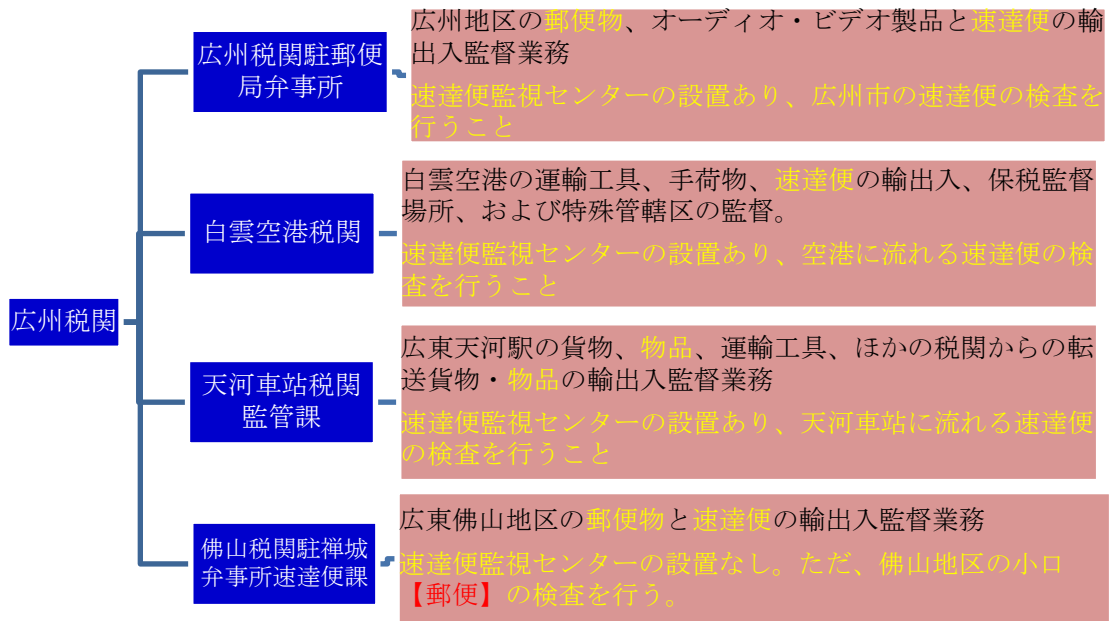 広州税関
広州税関駐郵便
局弁事所
広州地区の郵便物、オーディオ・ビデオ製品と速達便の輸
出入監督業務
速達便監視センターの設置あり、広州市の速達便の検査を
行うこと
白雲空港税関
白雲空港の運輸工具、手荷物、速達便の輸出入、保税監督
場所、および特殊管轄区の監督。
速達便監視センターの設置あり、空港に流れる速達便の検
査を行うこと
天河車站税関
監管課
広東天河駅の貨物、物品、運輸工具、ほかの税関からの転
送貨物・物品の輸出入監督業務
速達便監視センターの設置あり、天河車站に流れる速達便
の検査を行うこと
佛山税関駐禅城
弁事所速達便課
広東佛山地区の郵便物と速達便の輸出入監督業務
速達便監視センターの設置なし。ただ、佛山地区の小口
【郵便】の検査を行う。